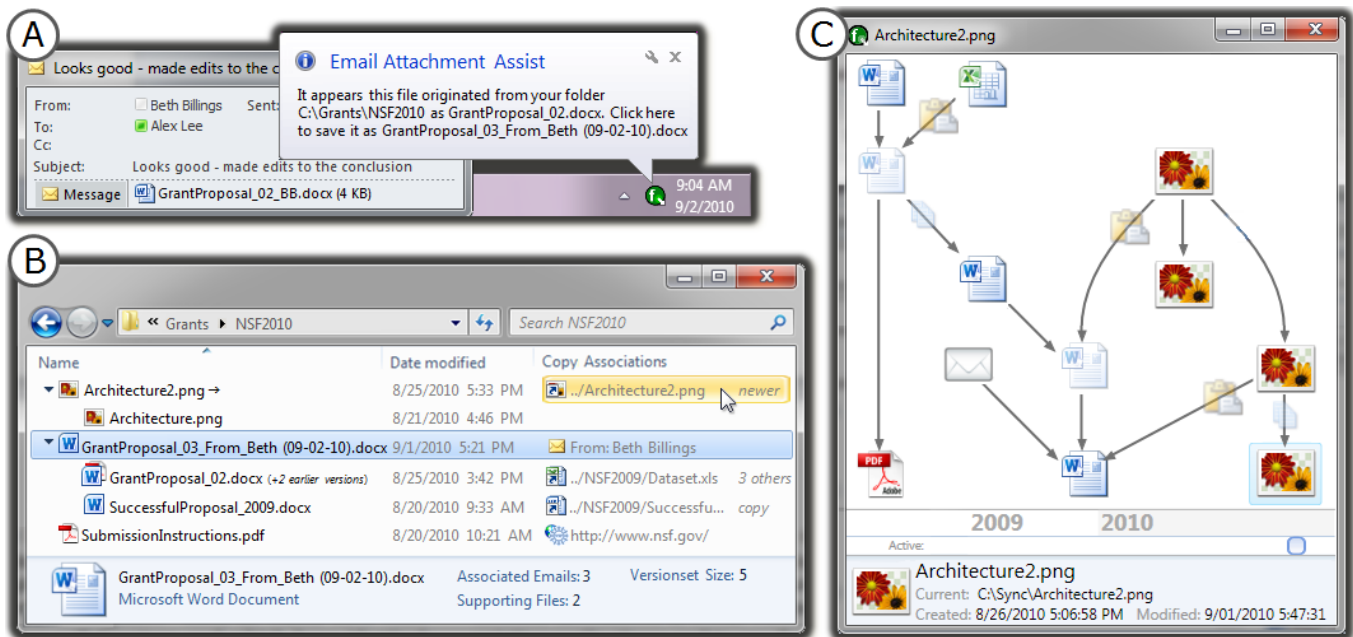 A
Looks good - made edits to the c
From: Beth Billings Sent:
To: Alex Lee
Cc:
Subject: Looks good - made edits to the conclusion
Message GrantProposal_02_BB.docx (4 KB)
Email Attachment Assist
It appears this file originated from your folder
C:\Grants\NSF2010 as GrantProposal_02.docx. Click here
to save it as GrantProposal_03_From_Beth (09-02-10).docx
9:04 AM
9/2/2010
B
« Grants NSF2010 Search NSF2010
Name Date modified Copy Associations
Architecture2.png → 8/25/2010 5:33 PM ../Architecture2.png newer
Architecture.png 8/21/2010 4:46 PM
GrantProposal_03_From_Beth (09-02-10).docx 9/1/2010 5:21 PM From: Beth Billings
GrantProposal_02.docx (+2 earlier versions) 8/25/2010 3:42 PM ../NSF2009/Dataset.xls 3 others
SuccessfulProposal_2009.docx 8/20/2010 9:33 AM ../NSF2009/Successfu... copy
SubmissionInstructions.pdf 8/20/2010 10:21 AM http://www.nsf.gov/
GrantProposal_03_From_Beth (09-02-10).docx Associated Emails: 3 Versionset Size: 5
Microsoft Word Document Supporting Files: 2
C
Architecture2.png
PDF
Adobe
2009 2010
Active:
Architecture2.png
Current: C:\Sync\Architecture2.png
Created: 8/26/2010 5:06:58 PM Modified: 9/01/2010 5:47:31